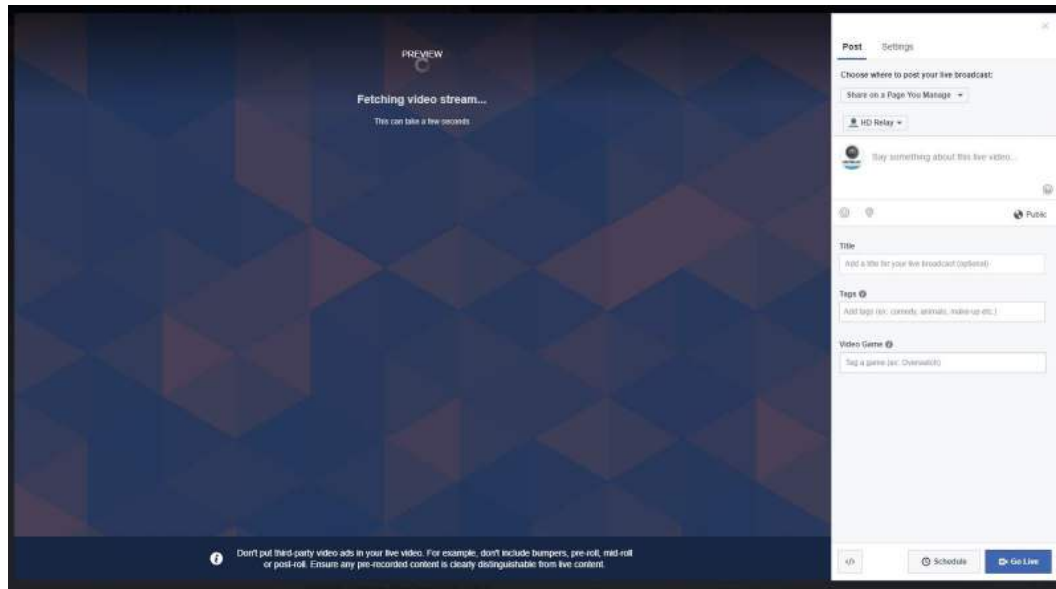 PREVIEW
Fetching video stream...
This can take a few seconds
Don't put third-party video ads in your live video. For example, don't include bumpers, pre-roll, mid-roll
or post-roll. Ensure any pre-recorded content is clearly distinguishable from live content.
Post Settings
Choose where to post your live broadcast:
Share on a Page You Manage
HD Relay
Say something about this live video...
Public
Title
Add a title for your live broadcast (optional)
Tags
Add tags (ex: comedy, animals, make-up etc.)
Video Game
Tag a game (ex: Overwatch)
</> Schedule Go Live